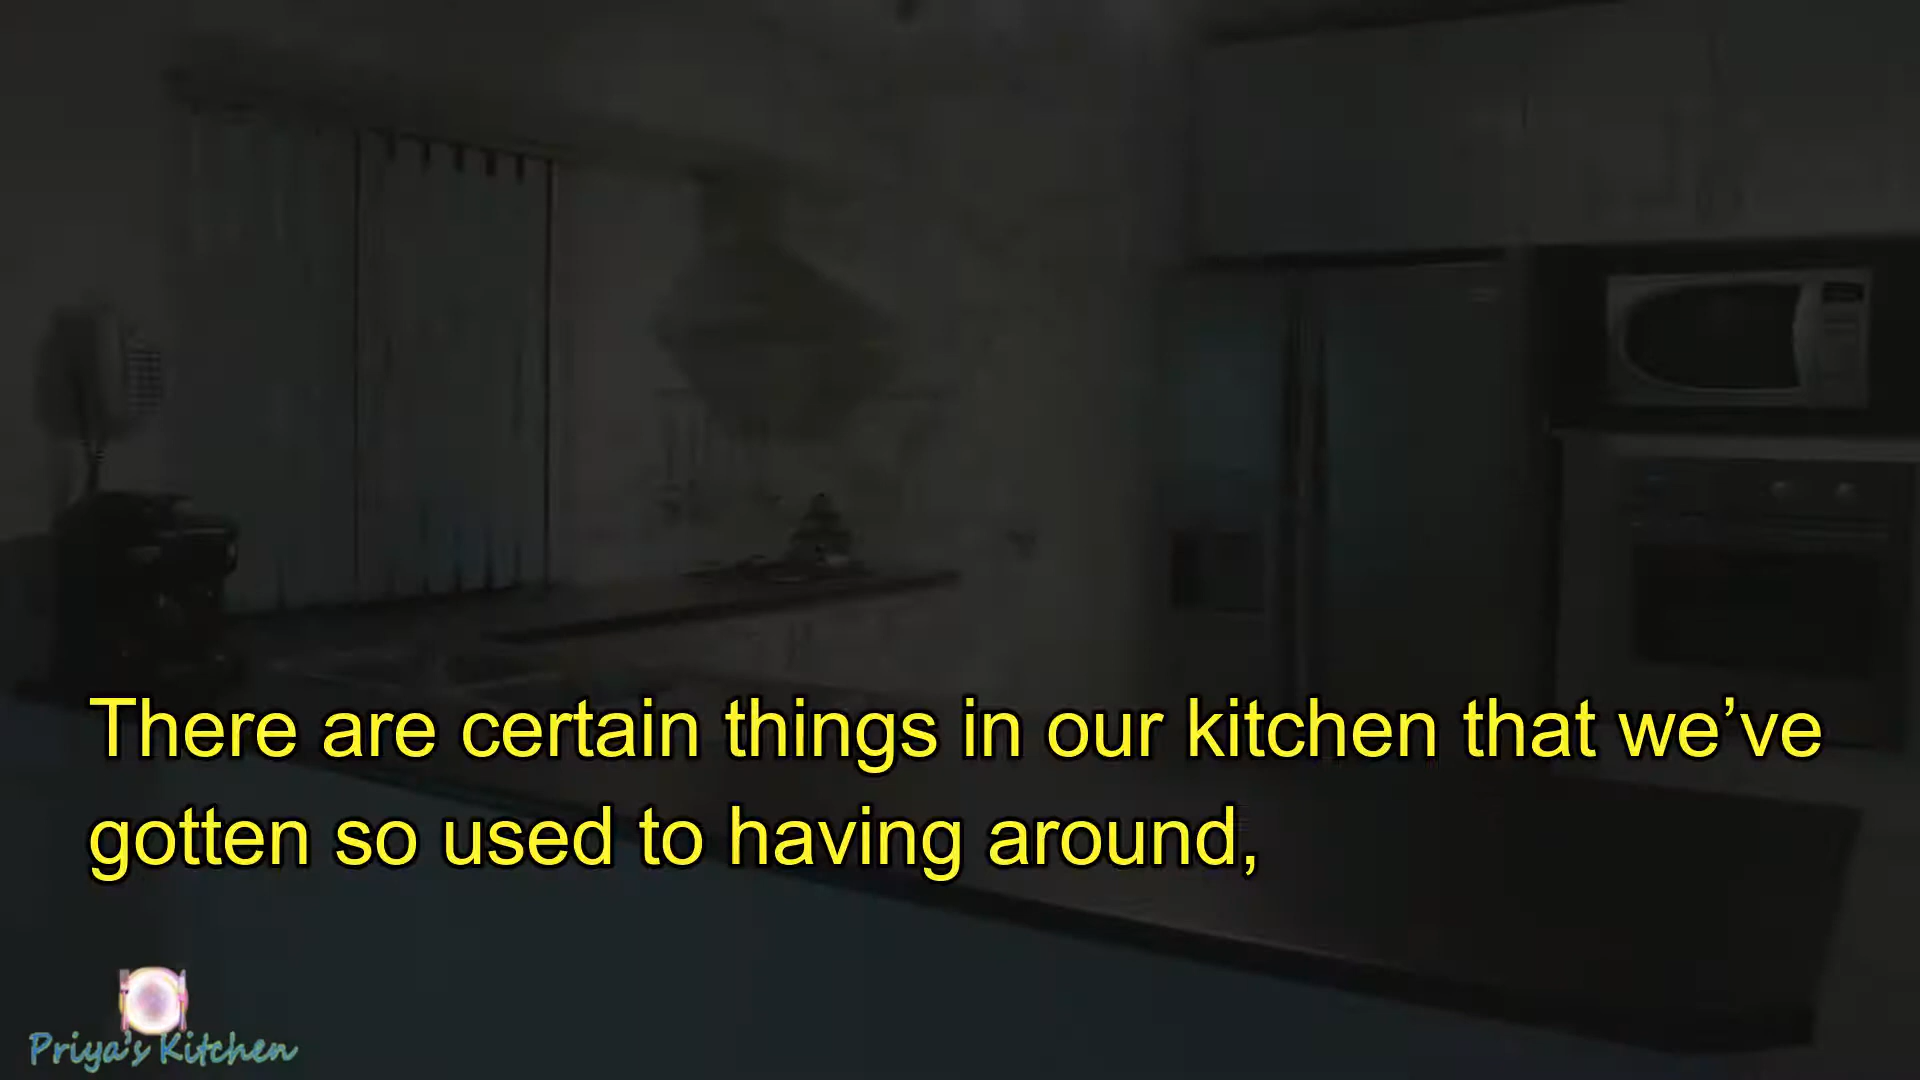 There are certain things in our kitchen that we’ve
gotten so used to having around,
Priya's Kitchen